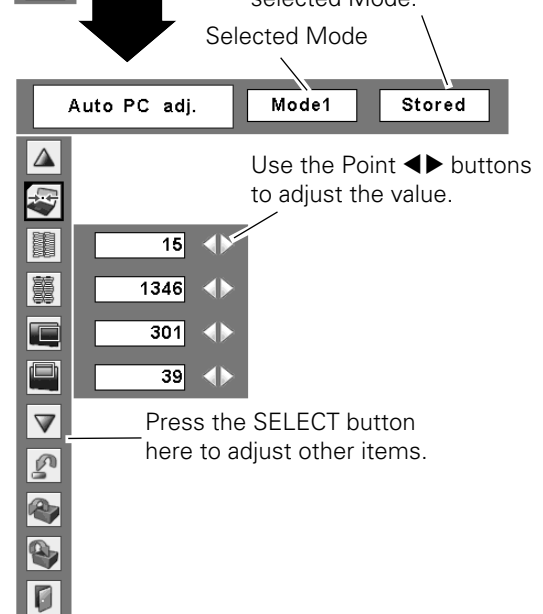 selected Mode.
Selected Mode
Auto PC adj. Mode1 Stored
Use the Point ◀▶ buttons
to adjust the value.
15
1346
301
39
Press the SELECT button
here to adjust other items.